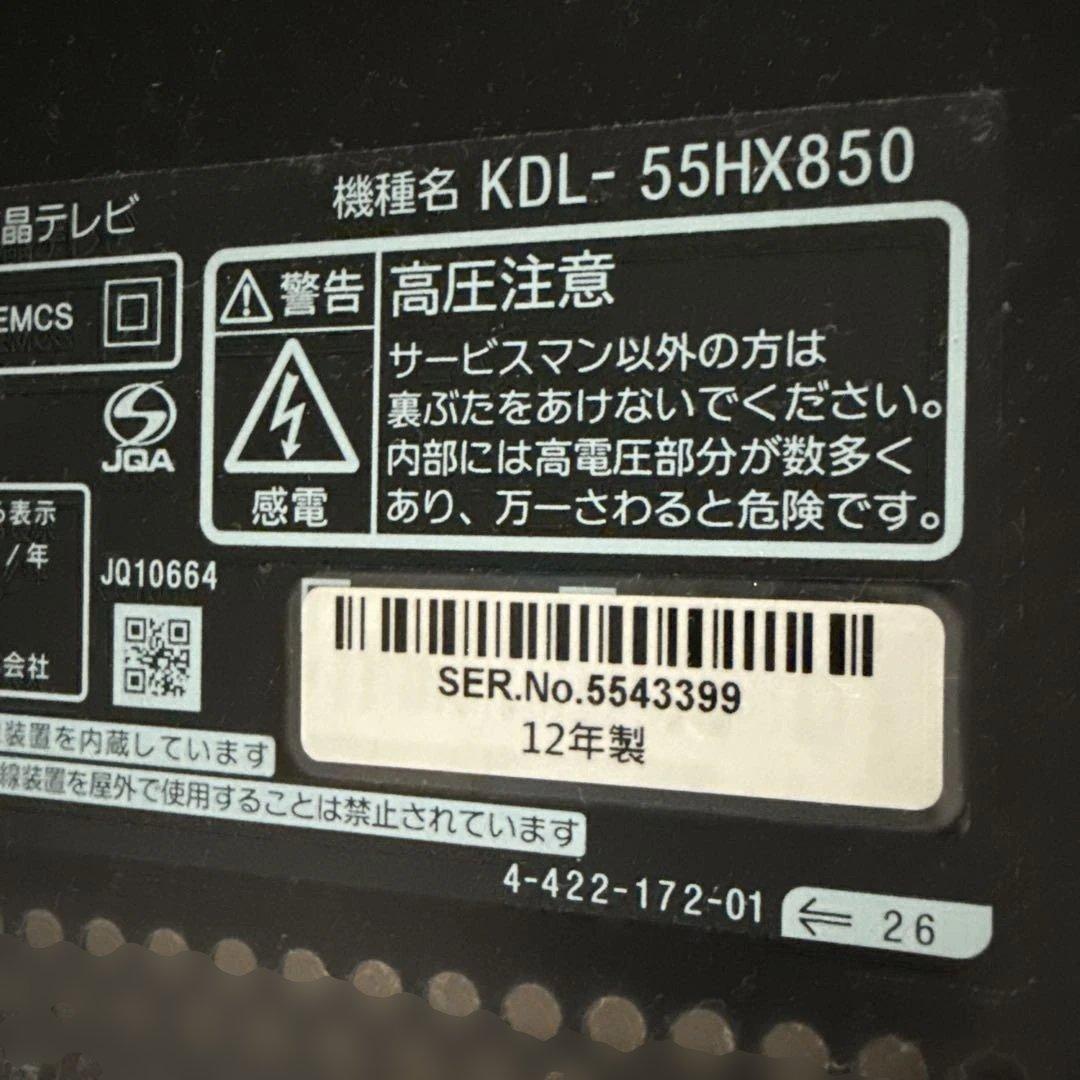 晶テレビ
機種名 KDL- 55HX850
EMCS
警告
高圧注意
サービスマン以外の方は
裏ぶたをあけないでください。
内部には高電圧部分が数多く
あり、万一さわると危険です。
感電
JQA
表示
/年
会社
JQ10664
SER.No.5543399
12年製
装置を内蔵しています
線装置を屋外で使用することは禁止されています
4-422-172-01
⇐ 26